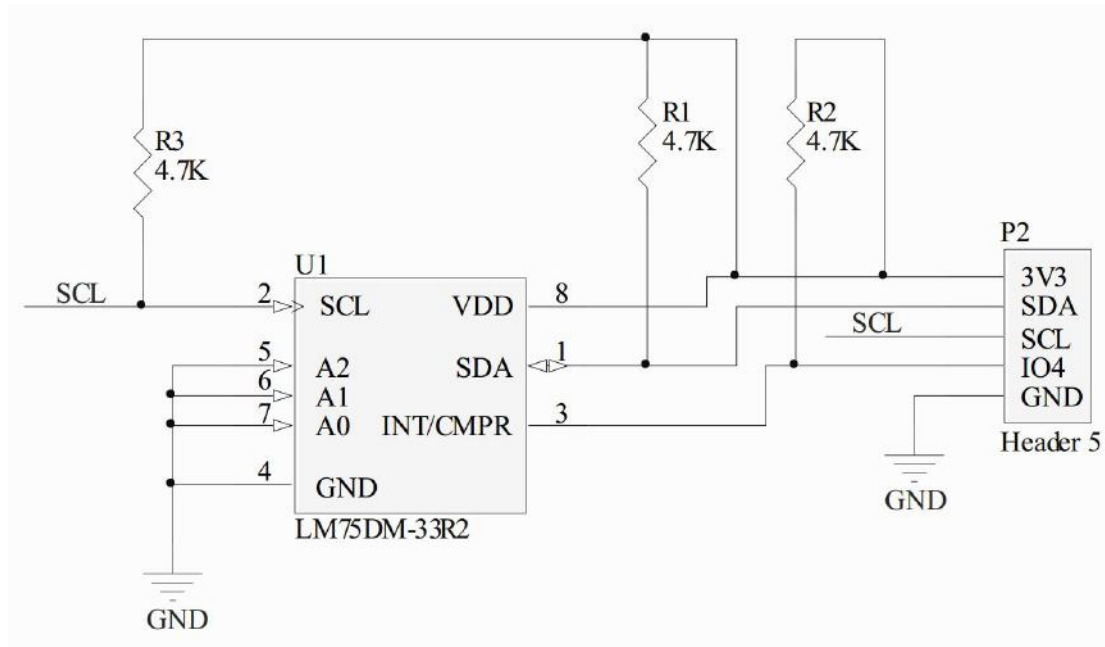 R3
4.7K
R1
4.7K
R2
4.7K
P2
U1
SCL
2
SCL
VDD
8
3V3
SDA
SCL
SCL
IO4
GND
5
A2
SDA
1
6
A1
7
A0
INT/CMPR
3
Header 5
4
GND
GND
LM75DM-33R2
GND